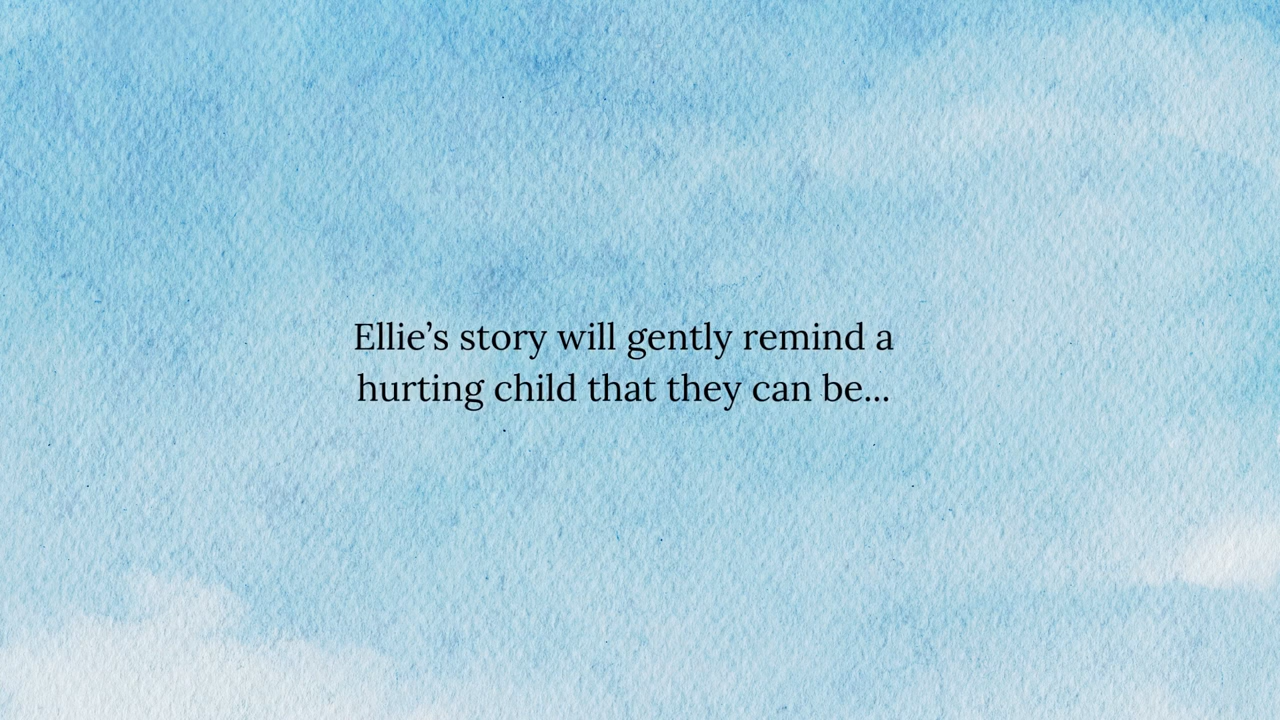 Ellie’s story will gently remind a
hurting child that they can be...